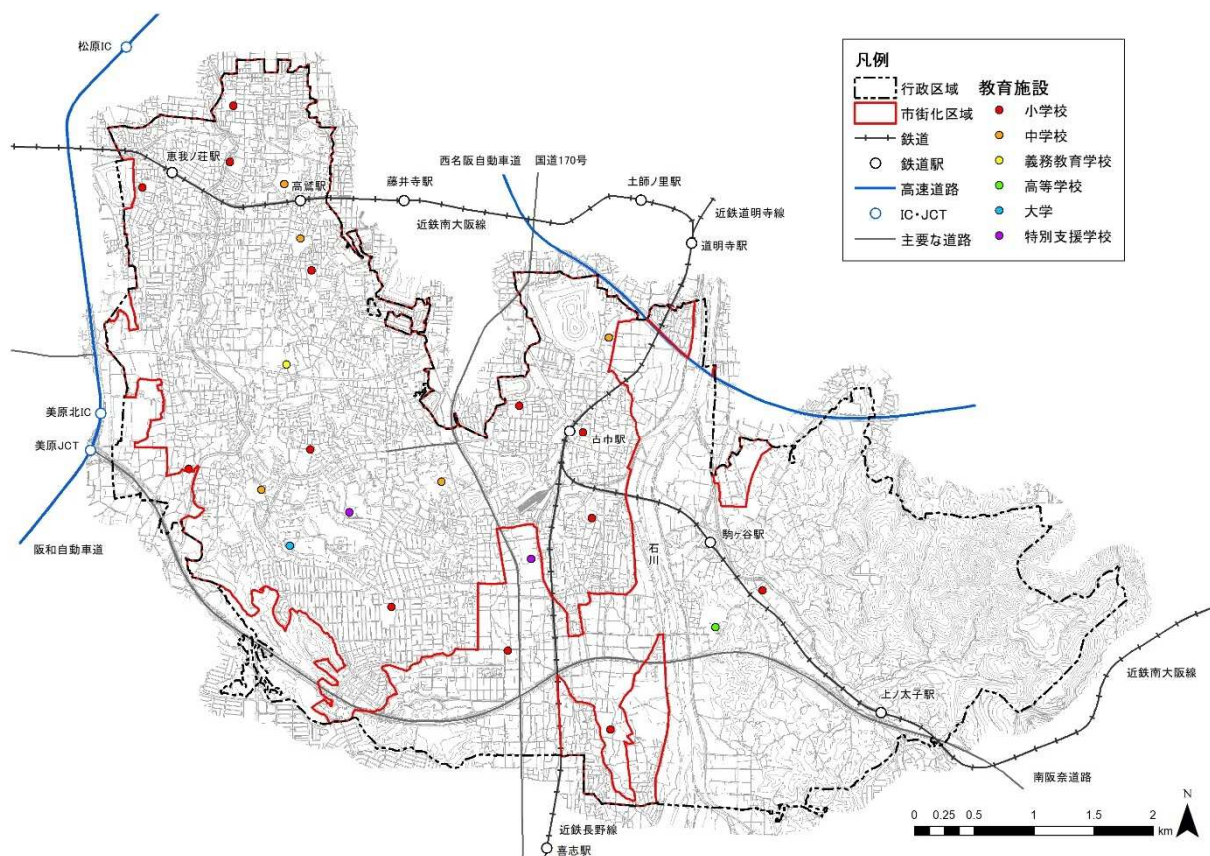 松原IC
恵我ノ荘駅
高鷲駅
藤井寺駅
西名阪自動車道
国道170号
土師ノ里駅
近鉄道明寺線
近鉄南大阪線
道明寺駅
凡例
行政区域
市街化区域
鉄道
鉄道駅
高速道路
IC・JCT
主要な道路
教育施設
小学校
中学校
義務教育学校
高等学校
大学
特別支援学校
美原北IC
美原JCT
古市駅
阪和自動車道
石川
駒ヶ谷駅
上ノ太子駅
近鉄南大阪線
南阪奈道路
近鉄長野線
喜志駅
N
0 0.25 0.5 1 1.5 2
km